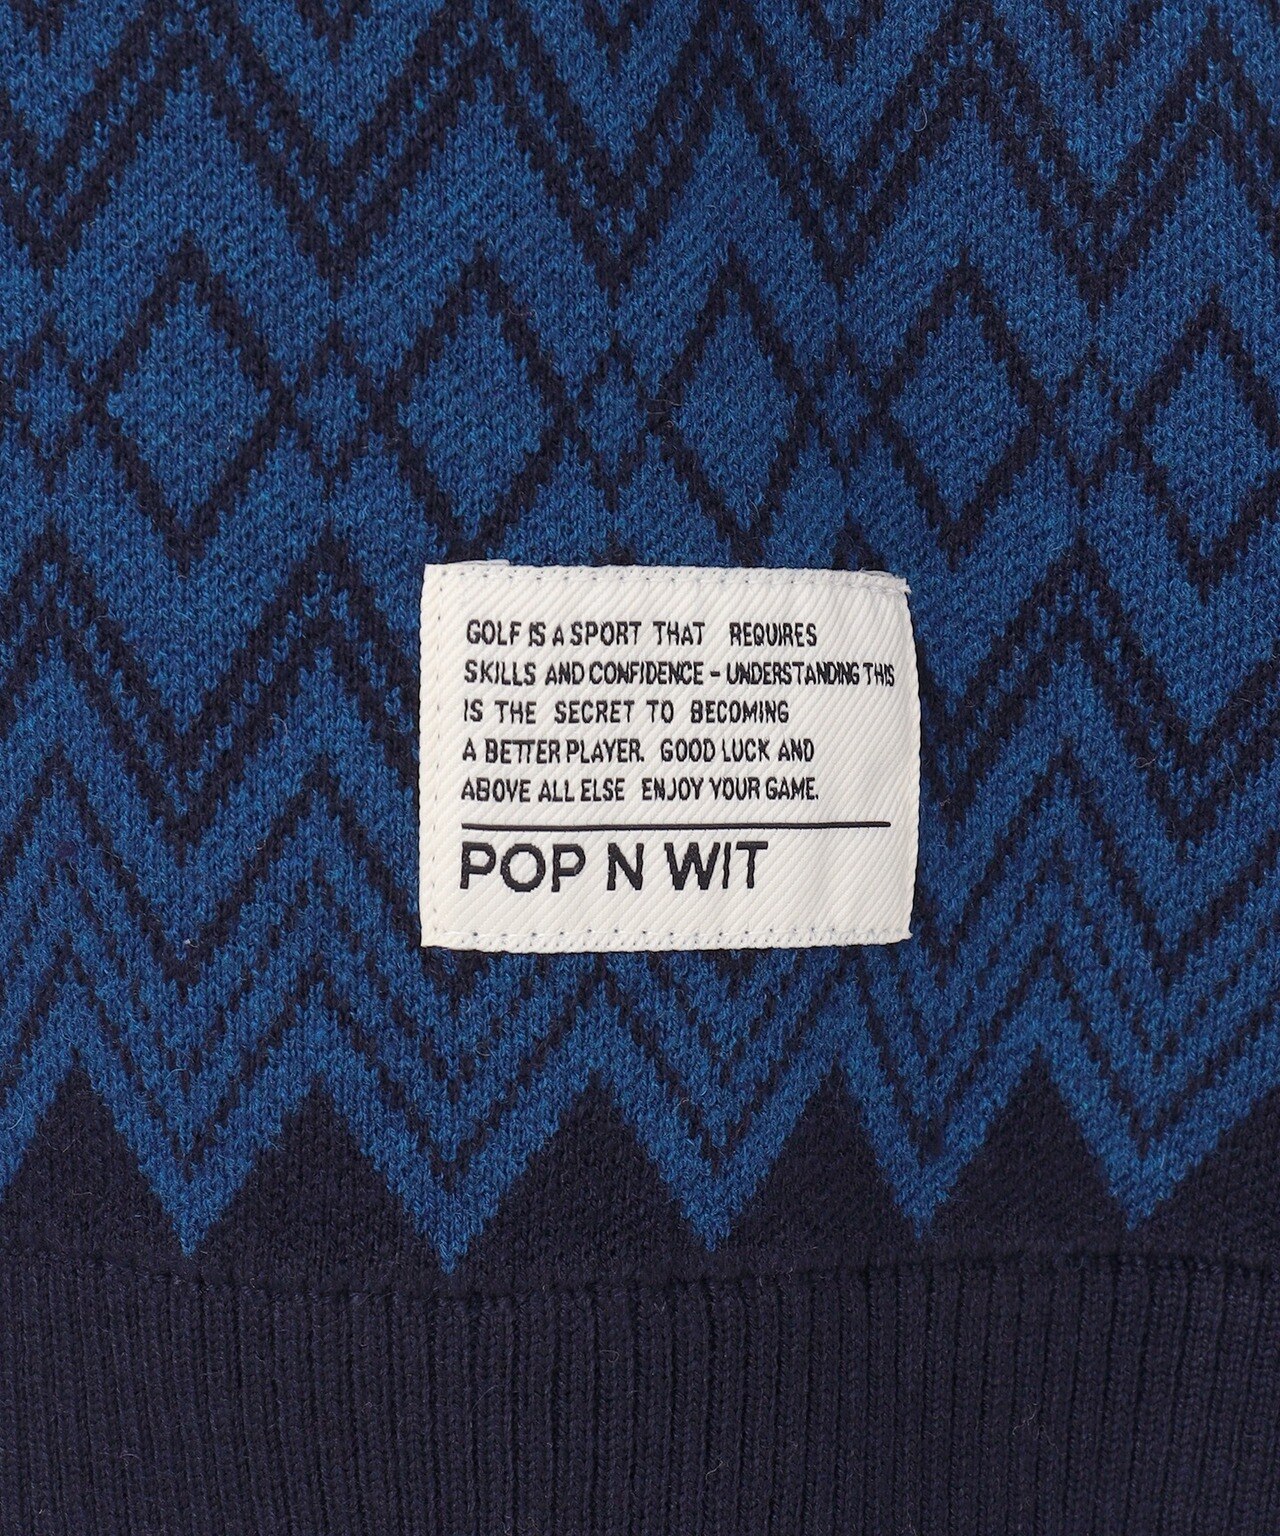 GOLF IS A SPORT THAT REQUIRES
SKILLS AND CONFIDENCE – UNDERSTANDING THIS
IS THE SECRET TO BECOMING
A BETTER PLAYER. GOOD LUCK AND
ABOVE ALL ELSE ENJOY YOUR GAME.
POP N WIT